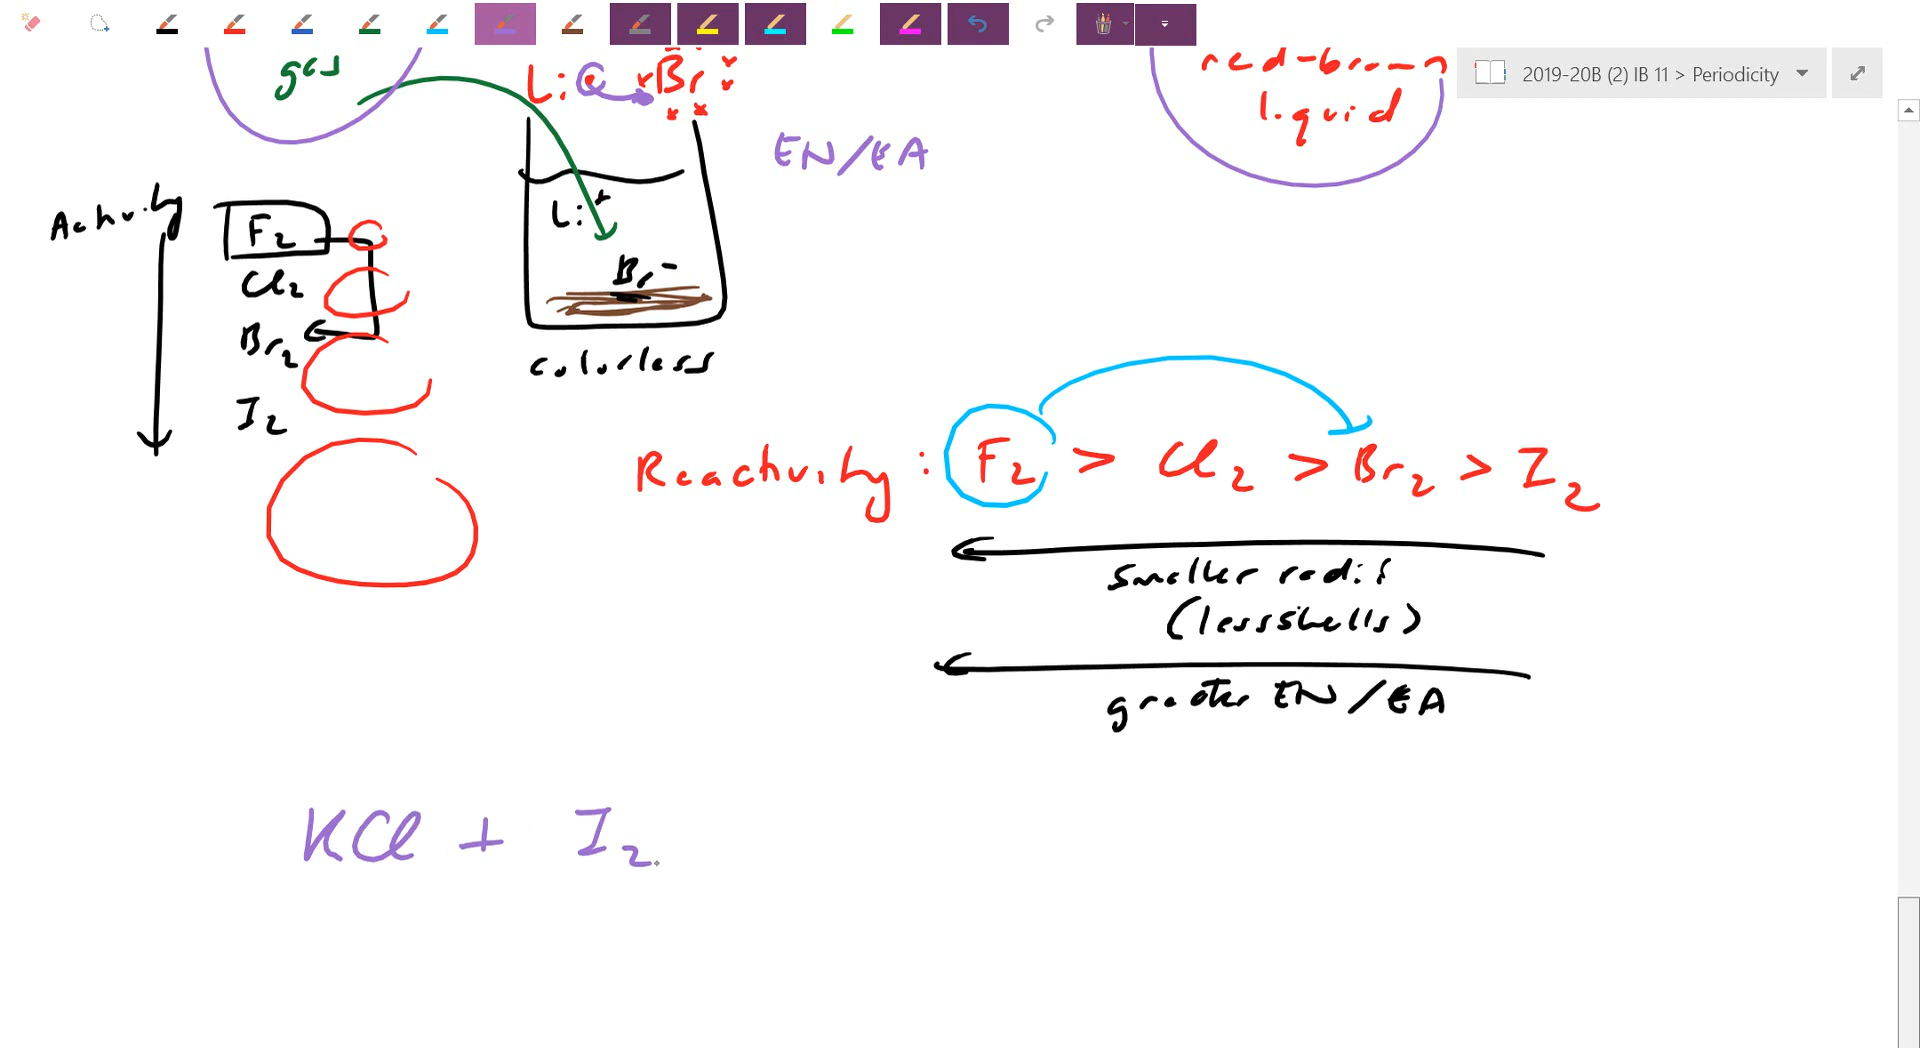 gas
Li Br
red-brown
liquid
2019-20B (2) IB 11 > Periodicity
EN/EA
Activity
F2
Cl2
Br2
I2
Li+
Br-
colorless
Reactivity: F2 > Cl2 > Br2 > I2
smaller radii
(less shells)
greater EN/EA
KCl + I2